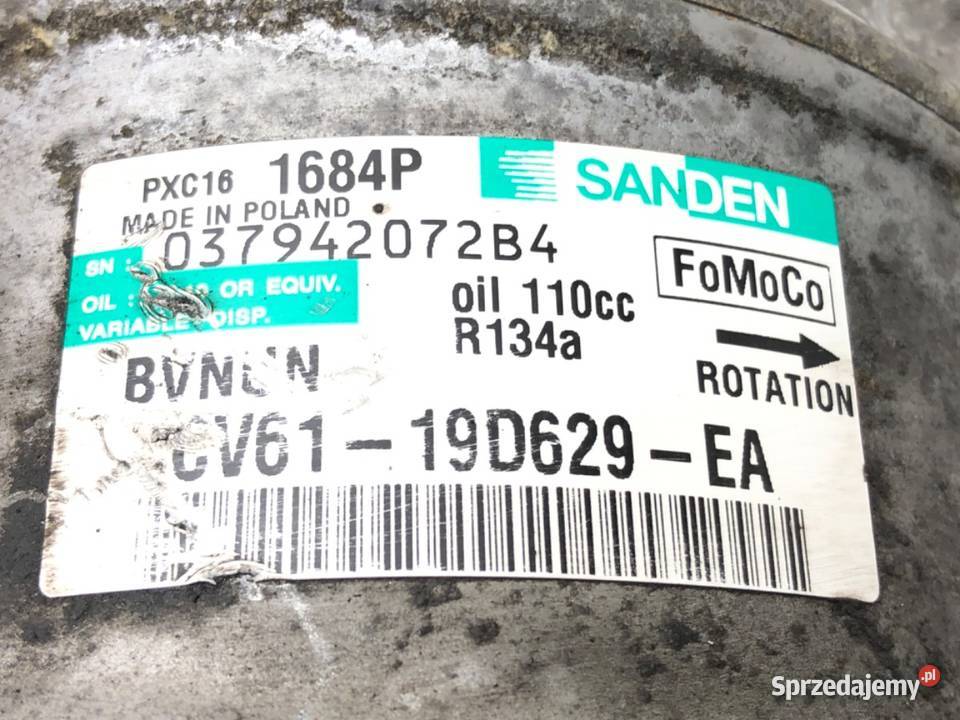 PXC16 1684P SANDEN
MADE IN POLAND
SN : 037942072B4
FoMoCo
OIL : OR EQUIV.
oil 110cc
VARIABLE DISP.
R134a
ROTATION
BVNUN
CV61-19D629-EA
Sprzedajemy.pl